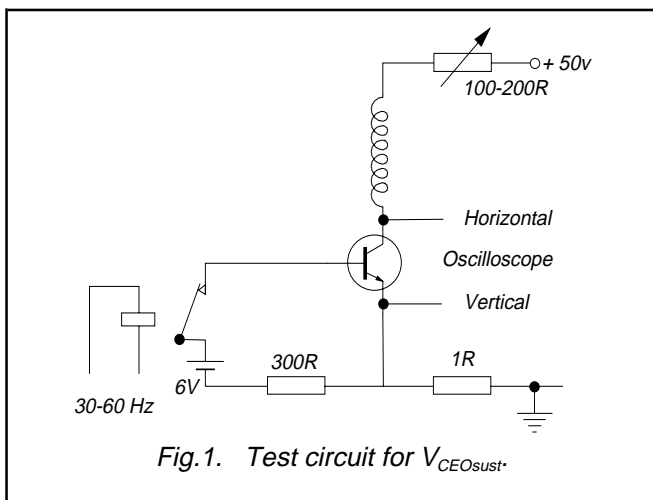 + 50v
100-200R
Horizontal
Oscilloscope
Vertical
300R
1R
6V
30-60 Hz
Fig.1. Test circuit for VCEOsust.